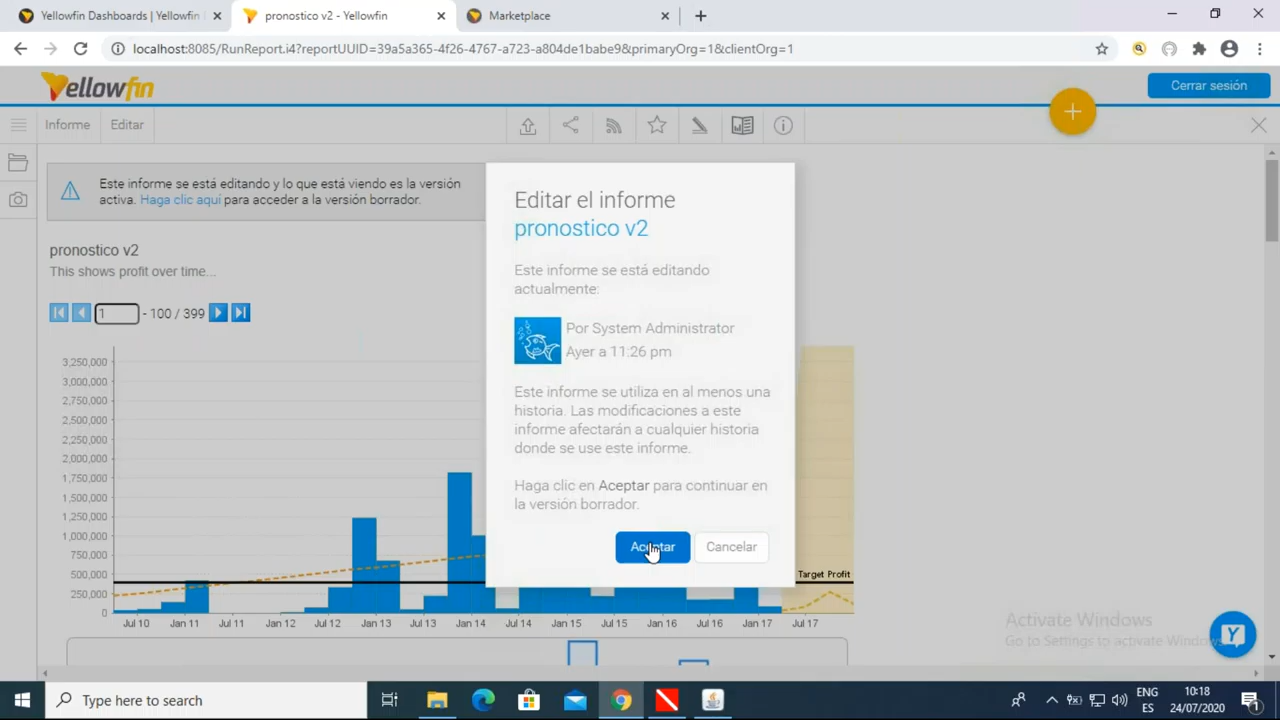 Yellowfin Dashboards | Yellowfin
pronostico v2 - Yellowfin
Marketplace
localhost:8085/RunReport.i4?reportUUID=39a5a365-4f26-4767-a723-a804de1babe9&primaryOrg=1&clientOrg=1
Yellowfin
Cerrar sesión
Informe
Editar
Este informe se está editando y lo que está viendo es la versión
activa. Haga clic aquí para acceder a la versión borrador.
pronostico v2
This shows profit over time...
1 - 100 / 399
Editar el informe
pronostico v2
Este informe se está editando
actualmente:
Por System Administrator
Ayer a 11:26 pm
Este informe se utiliza en al menos una
historia. Las modificaciones a este
informe afectarán a cualquier historia
donde se use este informe.
Haga clic en Aceptar para continuar en
la versión borrador.
Aceptar
Cancelar
3,250,000
3,000,000
2,750,000
2,500,000
2,250,000
2,000,000
1,750,000
1,500,000
1,250,000
1,000,000
750,000
500,000
250,000
0
Target Profit
Jul 10 Jan 11 Jul 11 Jan 12 Jul 12 Jan 13 Jul 13 Jan 14 Jul 14 Jan 15 Jul 15 Jan 16 Jul 16 Jan 17 Jul 17
Activate Windows
Go to Settings to activate Windows
Type here to search
ENG
ES
10:18
24/07/2020
1